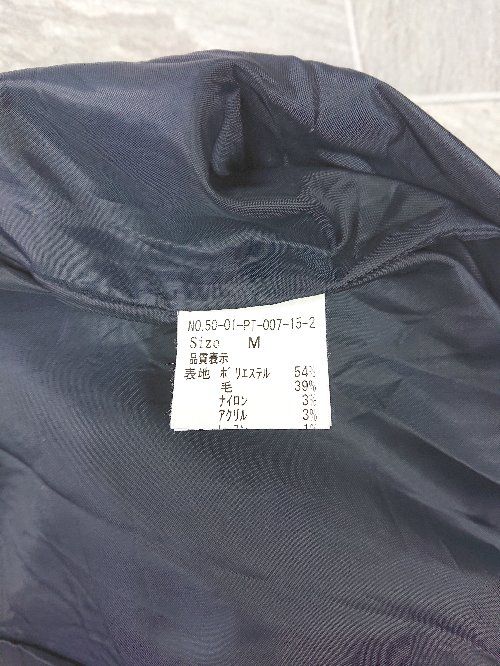 NO.50-01-PT-007-15-2
Size M
品質表示
表地 ポリエステル 54%
毛 39%
ナイロン 3%
アクリル 3%
1%